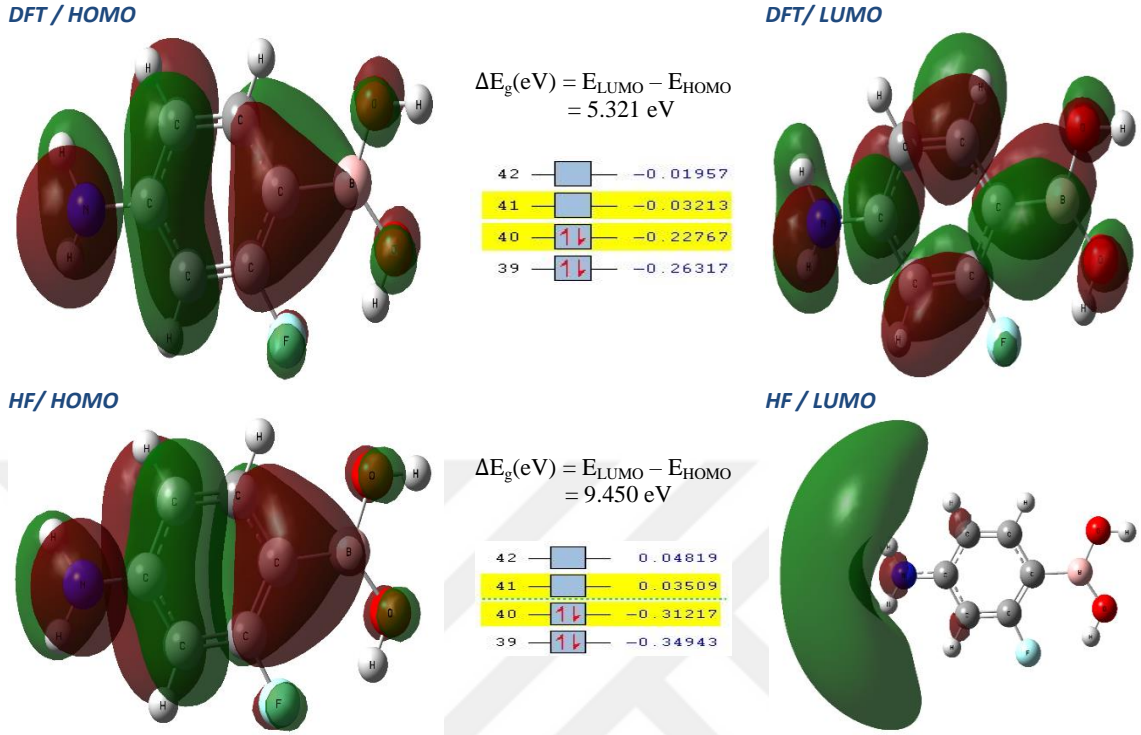 DFT / HOMO
DFT/ LUMO
ΔEg(eV) = ELUMO – EHOMO
= 5.321 eV
42 −0.01957
41 −0.03213
40 −0.22767
39 −0.26317
H
H
C
C
C
C
C
C
N
H
H
B
O
H
O
H
F
H
H
C
C
C
C
C
C
N
H
B
O
H
H
F
HF/ HOMO
HF / LUMO
ΔEg(eV) = ELUMO – EHOMO
= 9.450 eV
42 0.04819
41 0.03509
40 −0.31217
39 −0.34943
H
H
C
C
C
C
C
C
N
H
H
B
O
H
O
H
F
H
H
H
C
C
C
C
C
C
N
H
H
B
O
H
O
H
F